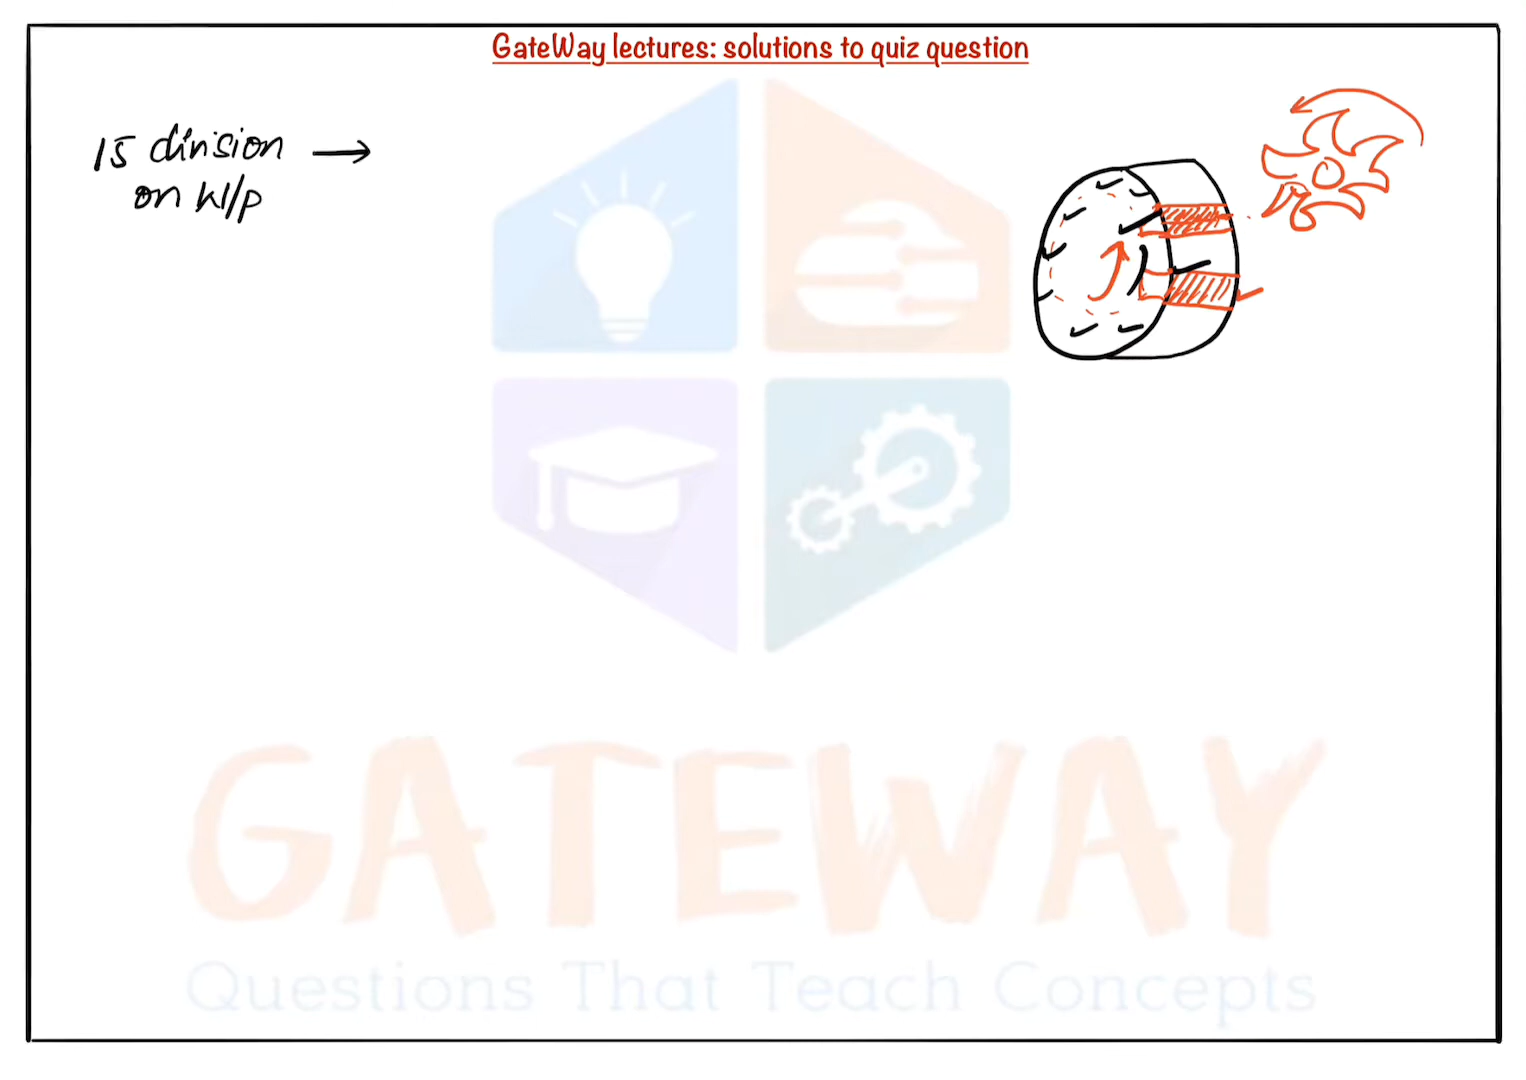 GateWay lectures: solutions to quiz question
15 division →
on W/p
GATEWAY
Questions That Teach Concepts